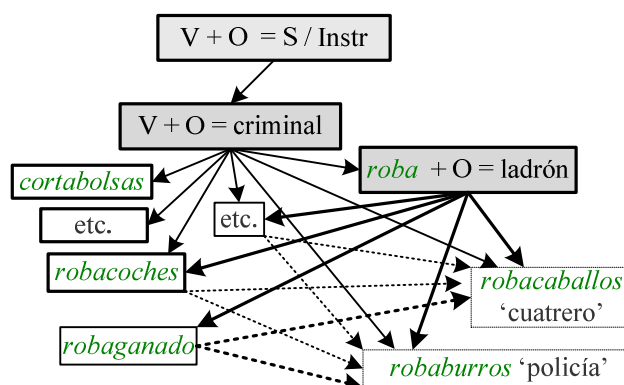 V + O = S / Instr
V + O = criminal
roba + O = ladrón
cortabolsas
etc.
etc.
robacoches
robacaballos
‘cuatrero’
robaganado
robaburros ‘policía’